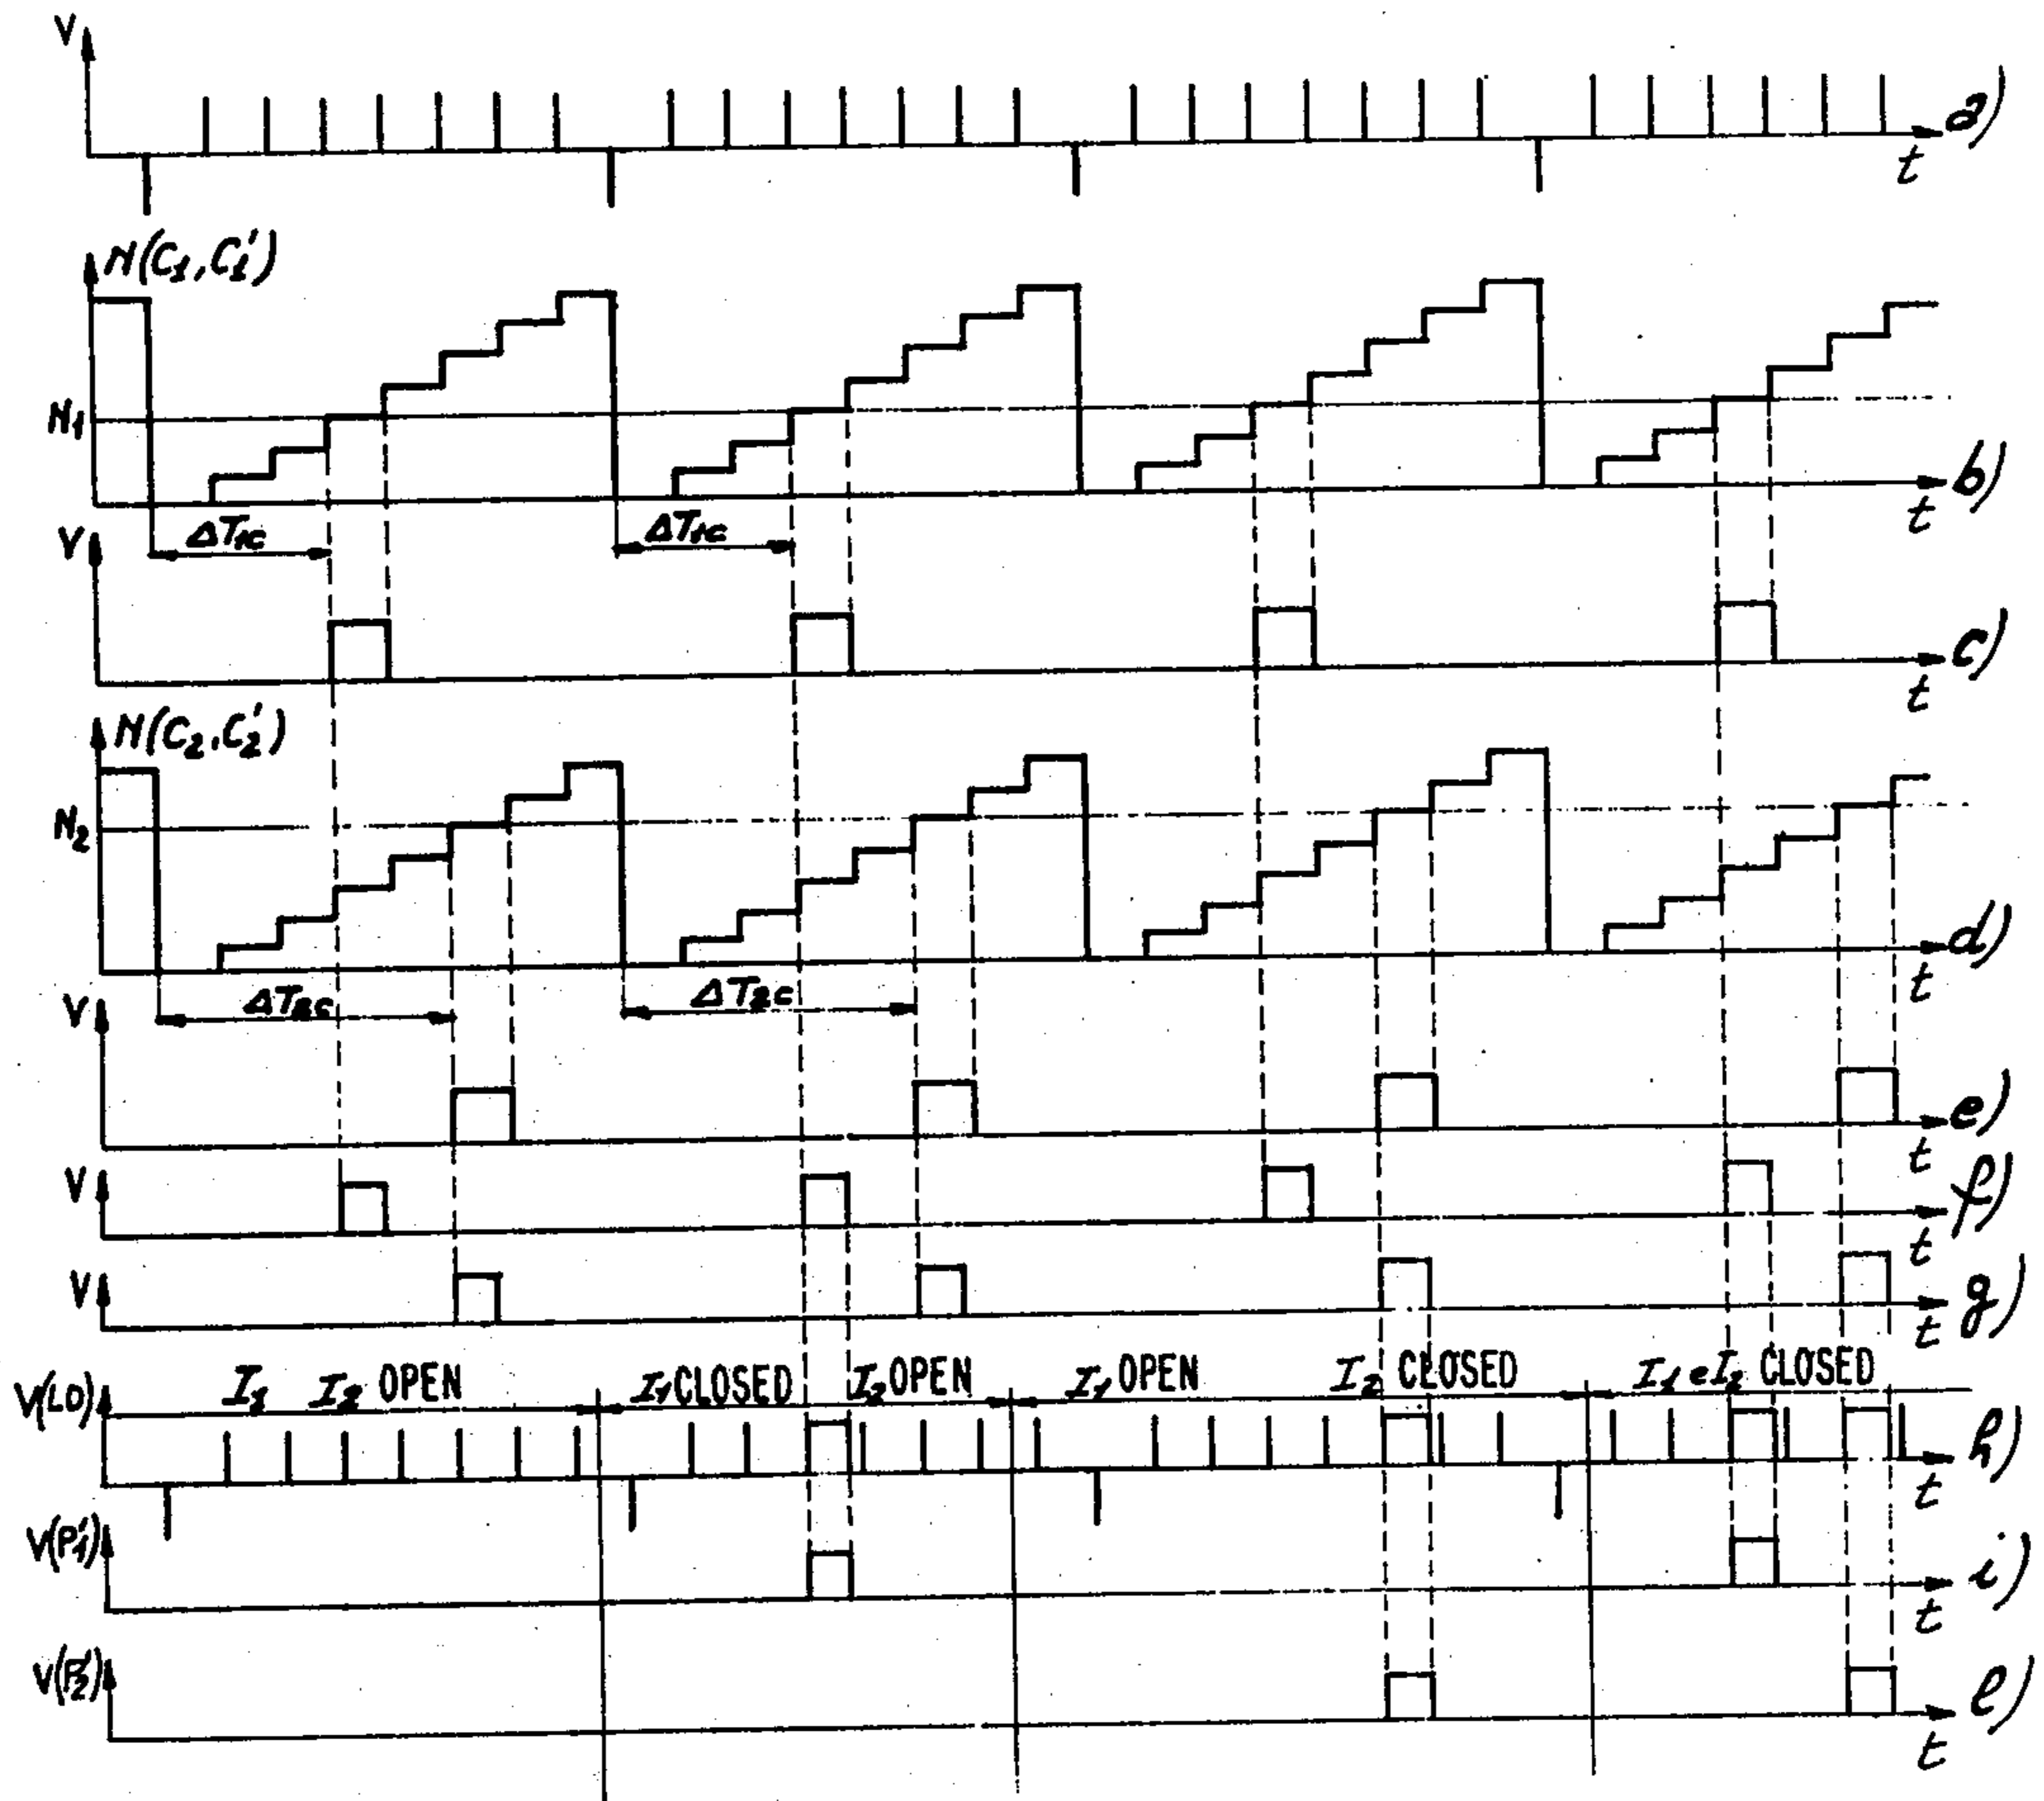 V
a)
t
N(C₁,C₁')
N₁
b)
t
ΔT₁c
ΔT₁c
V
c)
t
N(C₂,C₂')
N₂
d)
t
ΔT₂c
ΔT₂c
V
e)
t
V
f)
t
V
g)
t
V(LD)
I₁ I₂ OPEN
I₁ CLOSED I₂ OPEN
I₁ OPEN I₂ CLOSED
I₁ e I₂ CLOSED
h)
t
V(P₁')
i)
t
V(P₂')
l)
t